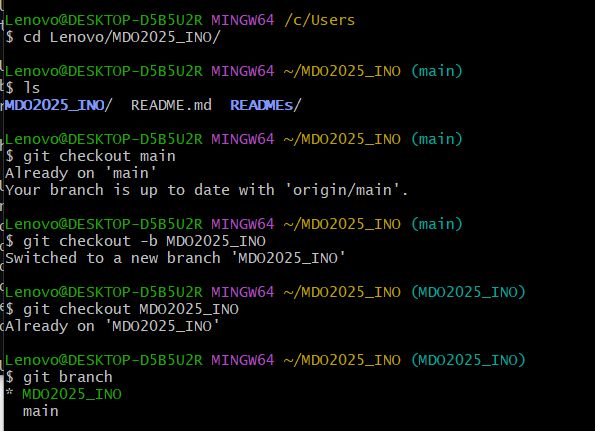 Lenovo@DESKTOP-D5B5U2R MINGW64 /c/Users
$ cd Lenovo/MDO2025_INO/
Lenovo@DESKTOP-D5B5U2R MINGW64 ~/MDO2025_INO (main)
$ ls
MDO2025_INO/  README.md  READMEs/
Lenovo@DESKTOP-D5B5U2R MINGW64 ~/MDO2025_INO (main)
$ git checkout main
Already on 'main'
Your branch is up to date with 'origin/main'.
Lenovo@DESKTOP-D5B5U2R MINGW64 ~/MDO2025_INO (main)
$ git checkout -b MDO2025_INO
Switched to a new branch 'MDO2025_INO'
Lenovo@DESKTOP-D5B5U2R MINGW64 ~/MDO2025_INO (MDO2025_INO)
$ git checkout MDO2025_INO
Already on 'MDO2025_INO'
Lenovo@DESKTOP-D5B5U2R MINGW64 ~/MDO2025_INO (MDO2025_INO)
$ git branch
* MDO2025_INO
  main